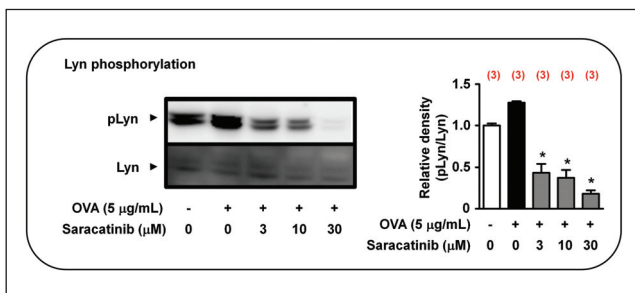 Lyn phosphorylation
pLyn
Lyn
OVA (5 μg/mL) - + + + +
Saracatinib (μM) 0 0 3 10 30
(3) (3) (3) (3) (3)
Relative density
(pLyn/Lyn)
1.5
1.0
0.5
0
* * *
OVA (5 μg/mL) - + + + +
Saracatinib (μM) 0 0 3 10 30